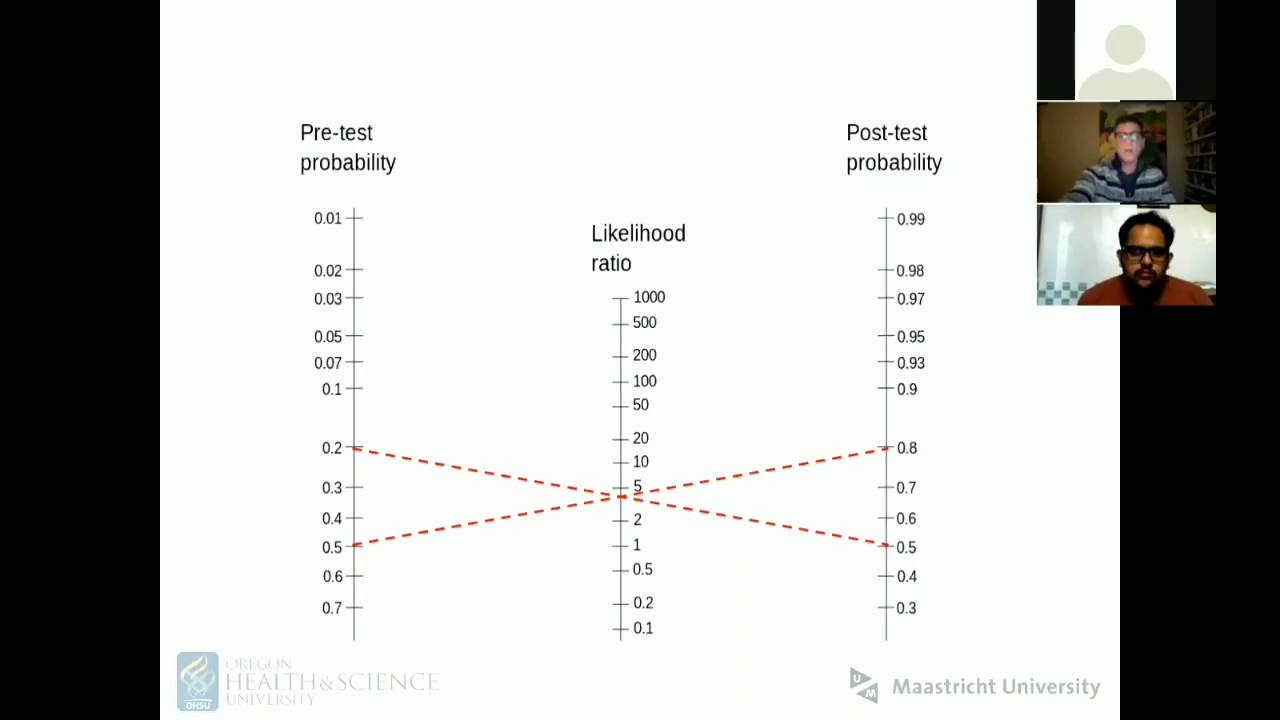 Pre-test
probability
0.01
0.02
0.03
0.05
0.07
0.1
0.2
0.3
0.4
0.5
0.6
0.7
Likelihood
ratio
1000
500
200
100
50
20
10
5
2
1
0.5
0.2
0.1
Post-test
probability
0.99
0.98
0.97
0.95
0.93
0.9
0.8
0.7
0.6
0.5
0.4
0.3
OHSU
OREGON
HEALTH&SCIENCE
UNIVERSITY
U
M
Maastricht University